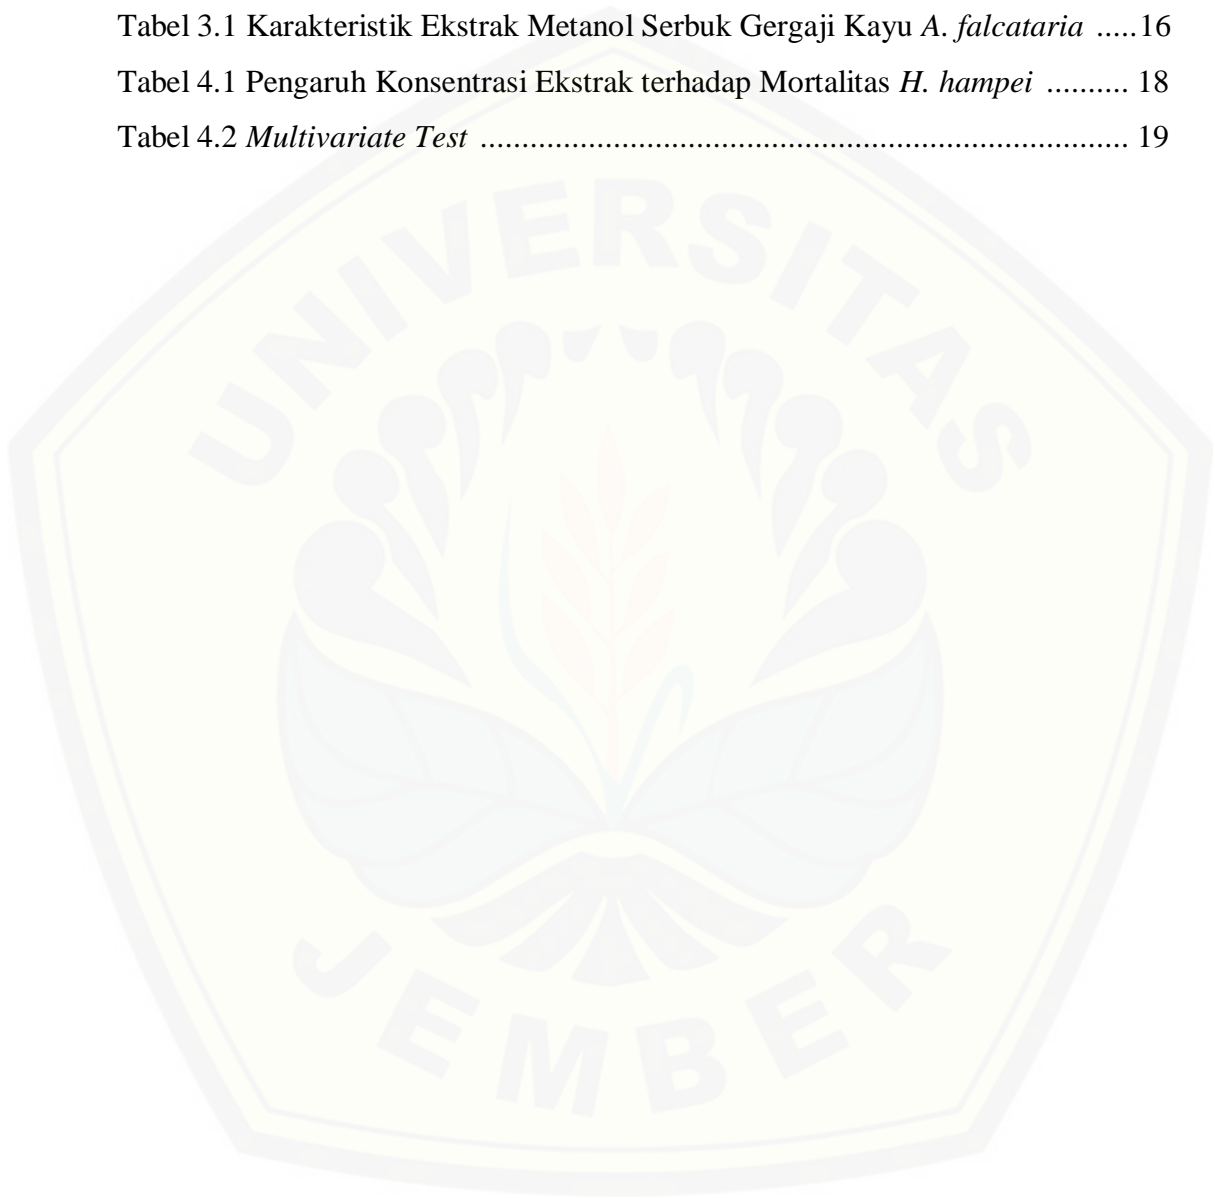 Tabel 3.1 Karakteristik Ekstrak Metanol Serbuk Gergaji Kayu A. falcataria .....16
Tabel 4.1 Pengaruh Konsentrasi Ekstrak terhadap Mortalitas H. hampei .......... 18
Tabel 4.2 Multivariate Test .............................................................................. 19
UNIVERSITAS
JEMBER